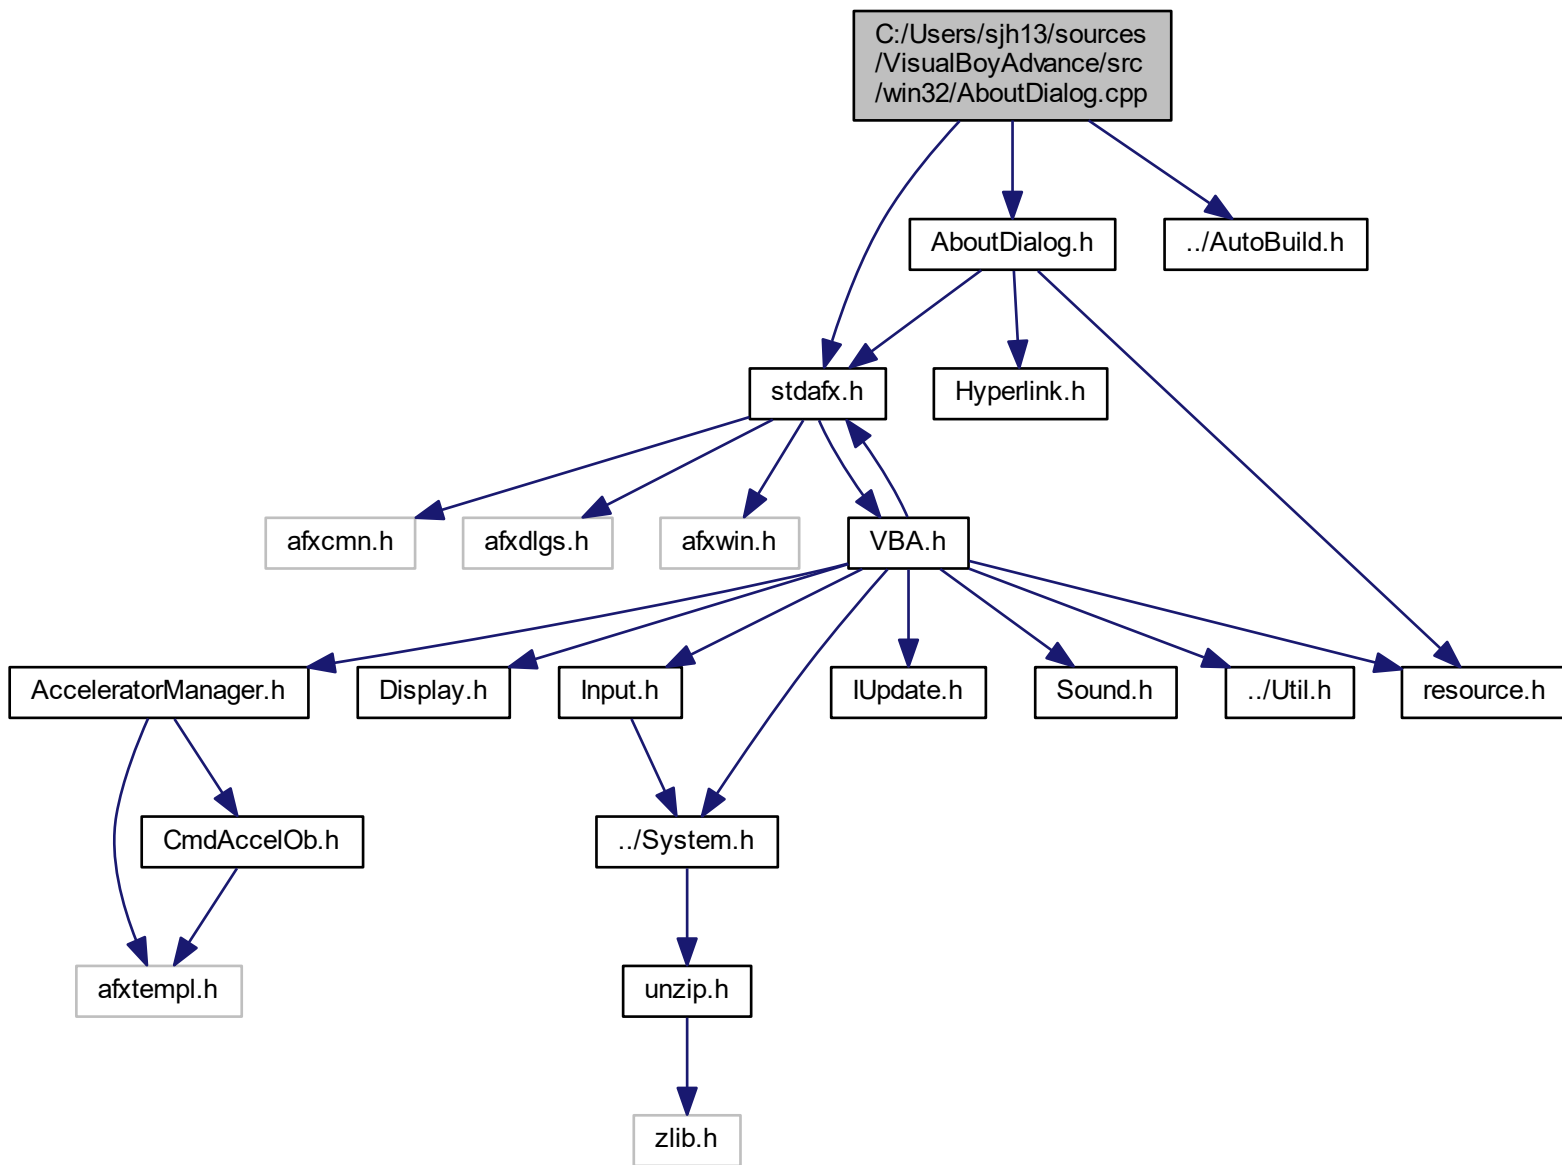 C:/Users/sjh13/sources
/VisualBoyAdvance/src
/win32/AboutDialog.cpp
AboutDialog.h
../AutoBuild.h
stdafx.h
Hyperlink.h
afxcmn.h
afxdlgs.h
afxwin.h
VBA.h
AcceleratorManager.h
Display.h
Input.h
IUpdate.h
Sound.h
../Util.h
resource.h
CmdAccelOb.h
../System.h
afxtempl.h
unzip.h
zlib.h